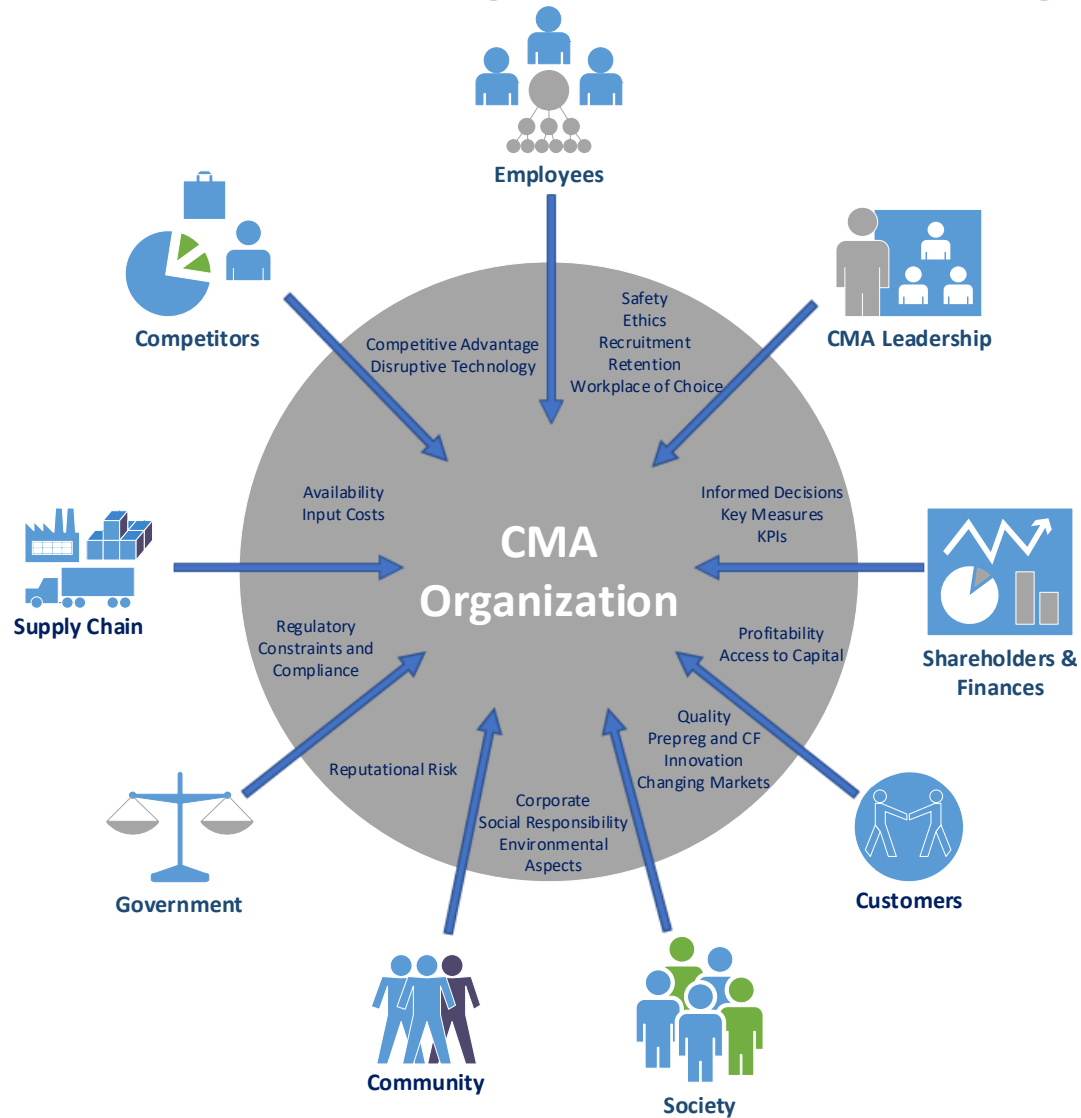 Employees
Competitors
CMA Leadership
Safety
Ethics
Recruitment
Retention
Workplace of Choice
Competitive Advantage
Disruptive Technology
Availability
Input Costs
Informed Decisions
Key Measures
KPIs
CMA
Organization
Supply Chain
Shareholders &
Finances
Regulatory
Constraints and
Compliance
Profitability
Access to Capital
Quality
Prepreg and CF
Innovation
Changing Markets
Reputational Risk
Corporate
Social Responsibility
Environmental
Aspects
Government
Customers
Community
Society